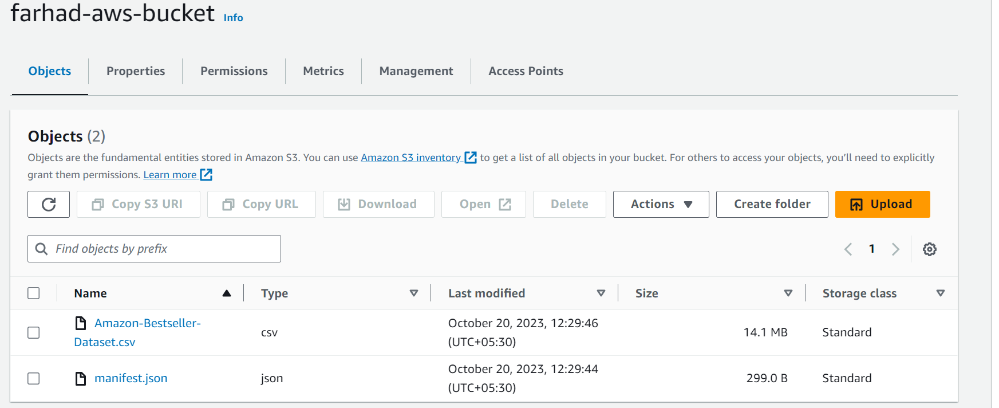 farhad-aws-bucket Info
Objects Properties Permissions Metrics Management Access Points
Objects (2)
Objects are the fundamental entities stored in Amazon S3. You can use Amazon S3 inventory to get a list of all objects in your bucket. For others to access your objects, you’ll need to explicitly
grant them permissions. Learn more
Copy S3 URI Copy URL Download Open Delete Actions Create folder Upload
Find objects by prefix 1
Name Type Last modified Size Storage class
Amazon-Bestseller-
Dataset.csv
csv
October 20, 2023, 12:29:46
(UTC+05:30)
14.1 MB
Standard
manifest.json
json
October 20, 2023, 12:29:44
(UTC+05:30)
299.0 B
Standard